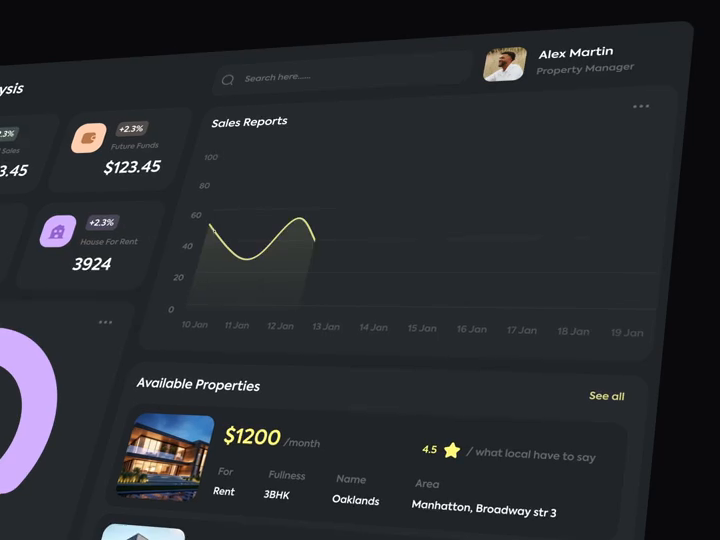 ysis
Search here......
Alex Martin
Property Manager
2.3%
Sales
3.45
+2.3%
Future Funds
$123.45
+2.3%
House For Rent
3924
Sales Reports
100
80
60
40
20
0
10 Jan 11 Jan 12 Jan 13 Jan 14 Jan 15 Jan 16 Jan 17 Jan 18 Jan 19 Jan
Available Properties
See all
$1200 /month
4.5 / what local have to say
For Fullness Name Area
Rent 3BHK Oaklands Manhatton, Broadway str 3